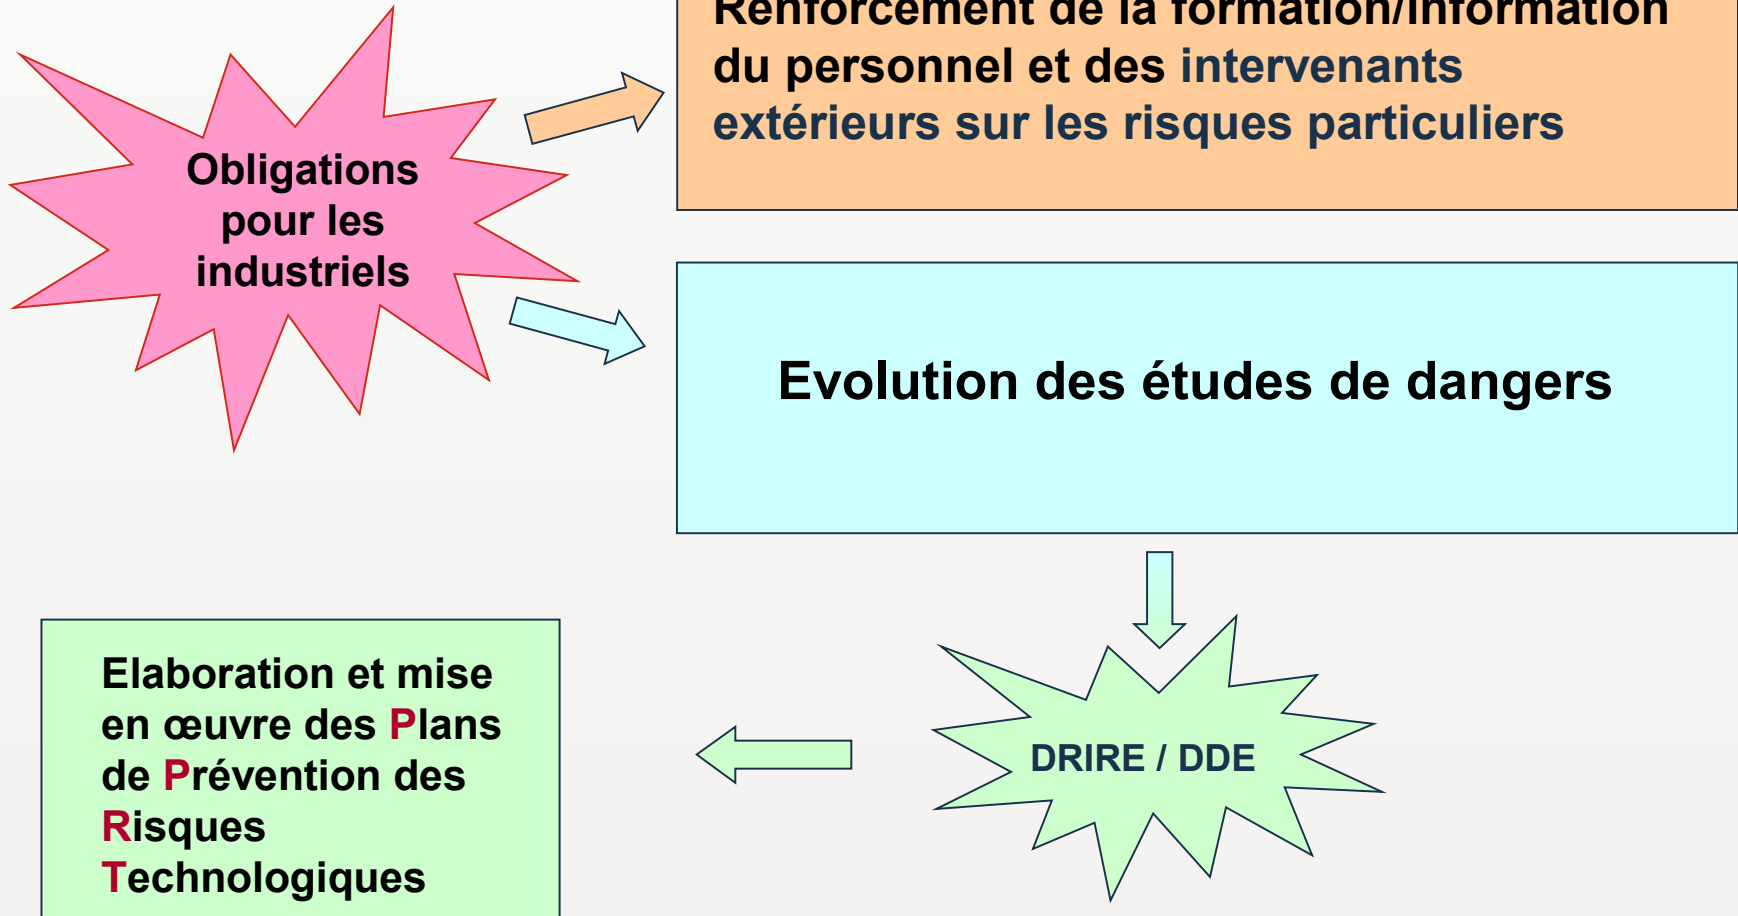 Renforcement de la formation/information
du personnel et des intervenants
extérieurs sur les risques particuliers
Obligations
pour les
industriels
Evolution des études de dangers
DRIRE / DDE
Elaboration et mise
en œuvre des Plans
de Prévention des
Risques
Technologiques